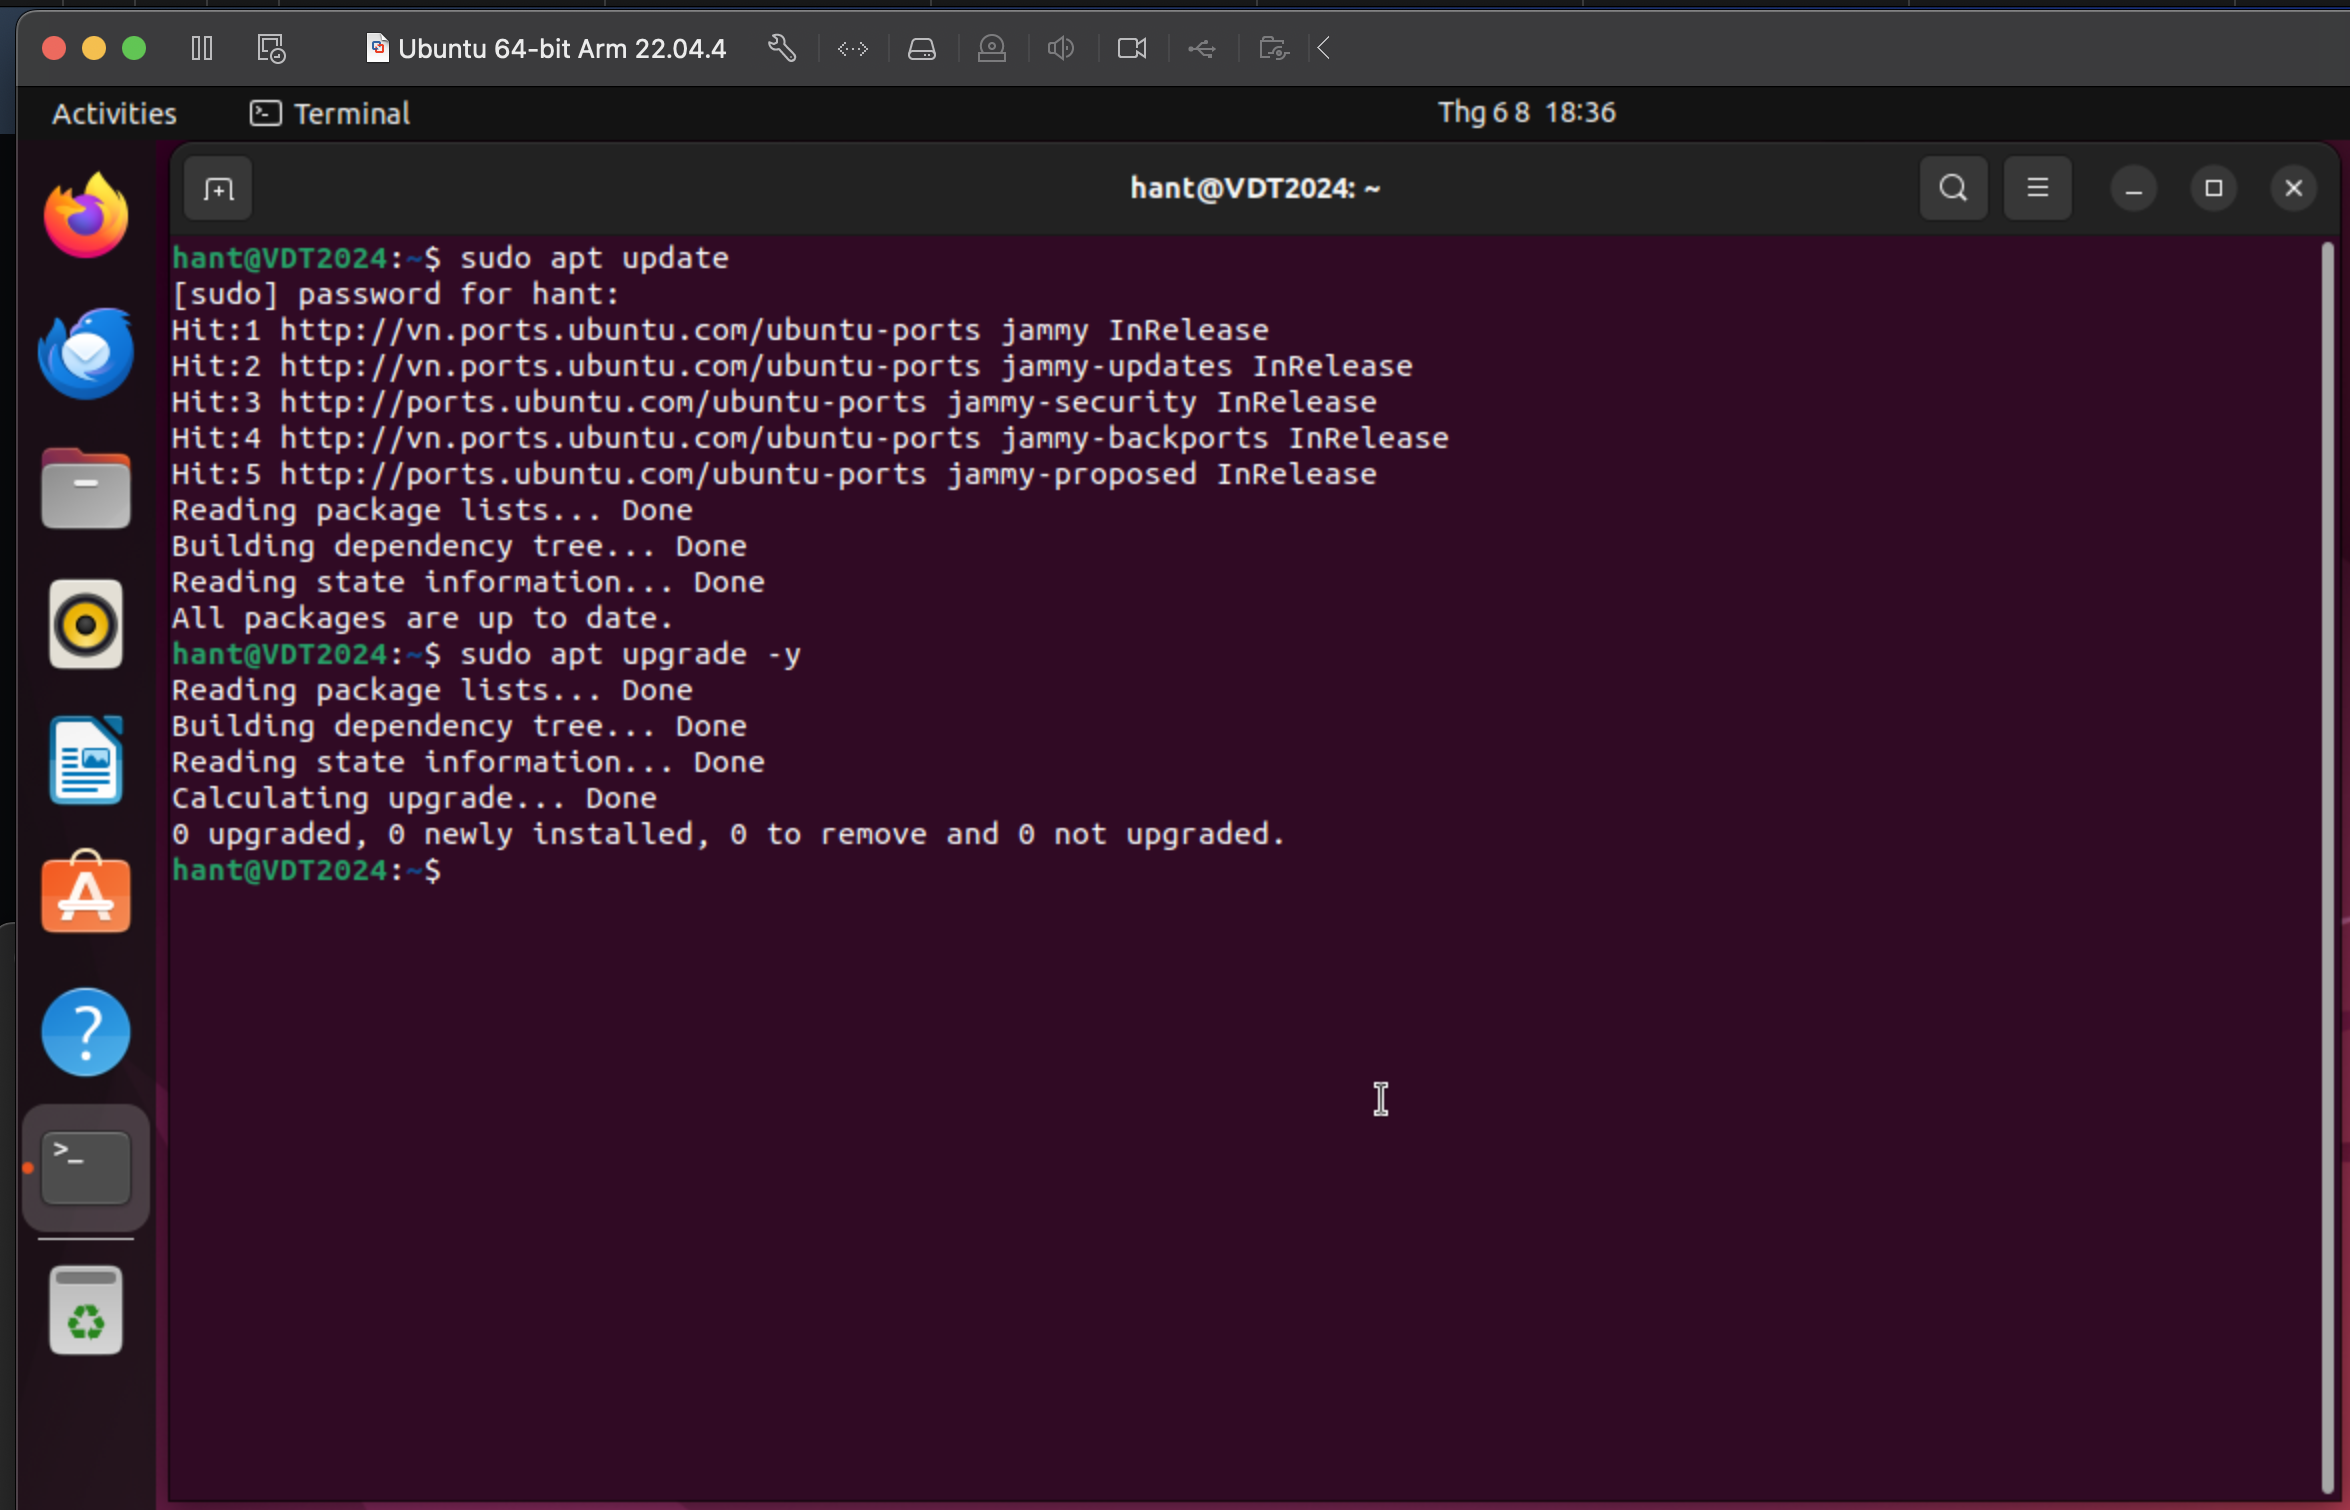 Ubuntu 64-bit Arm 22.04.4
Activities Terminal Thg 6 8 18:36
hant@VDT2024: ~
hant@VDT2024:~$ sudo apt update
[sudo] password for hant:
Hit:1 http://vn.ports.ubuntu.com/ubuntu-ports jammy InRelease
Hit:2 http://vn.ports.ubuntu.com/ubuntu-ports jammy-updates InRelease
Hit:3 http://ports.ubuntu.com/ubuntu-ports jammy-security InRelease
Hit:4 http://vn.ports.ubuntu.com/ubuntu-ports jammy-backports InRelease
Hit:5 http://ports.ubuntu.com/ubuntu-ports jammy-proposed InRelease
Reading package lists... Done
Building dependency tree... Done
Reading state information... Done
All packages are up to date.
hant@VDT2024:~$ sudo apt upgrade -y
Reading package lists... Done
Building dependency tree... Done
Reading state information... Done
Calculating upgrade... Done
0 upgraded, 0 newly installed, 0 to remove and 0 not upgraded.
hant@VDT2024:~$